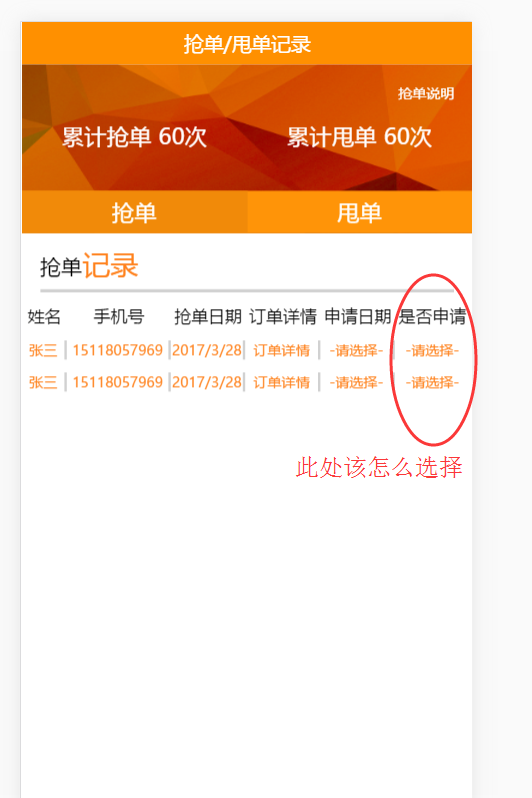 抢单/甩单记录
抢单说明
累计抢单 60次 累计甩单 60次
抢单 甩单
抢单记录
姓名 手机号 抢单日期 订单详情 申请日期 是否申请
张三 15118057969 2017/3/28 订单详情 -请选择- -请选择-
张三 15118057969 2017/3/28 订单详情 -请选择- -请选择-
此处该怎么选择